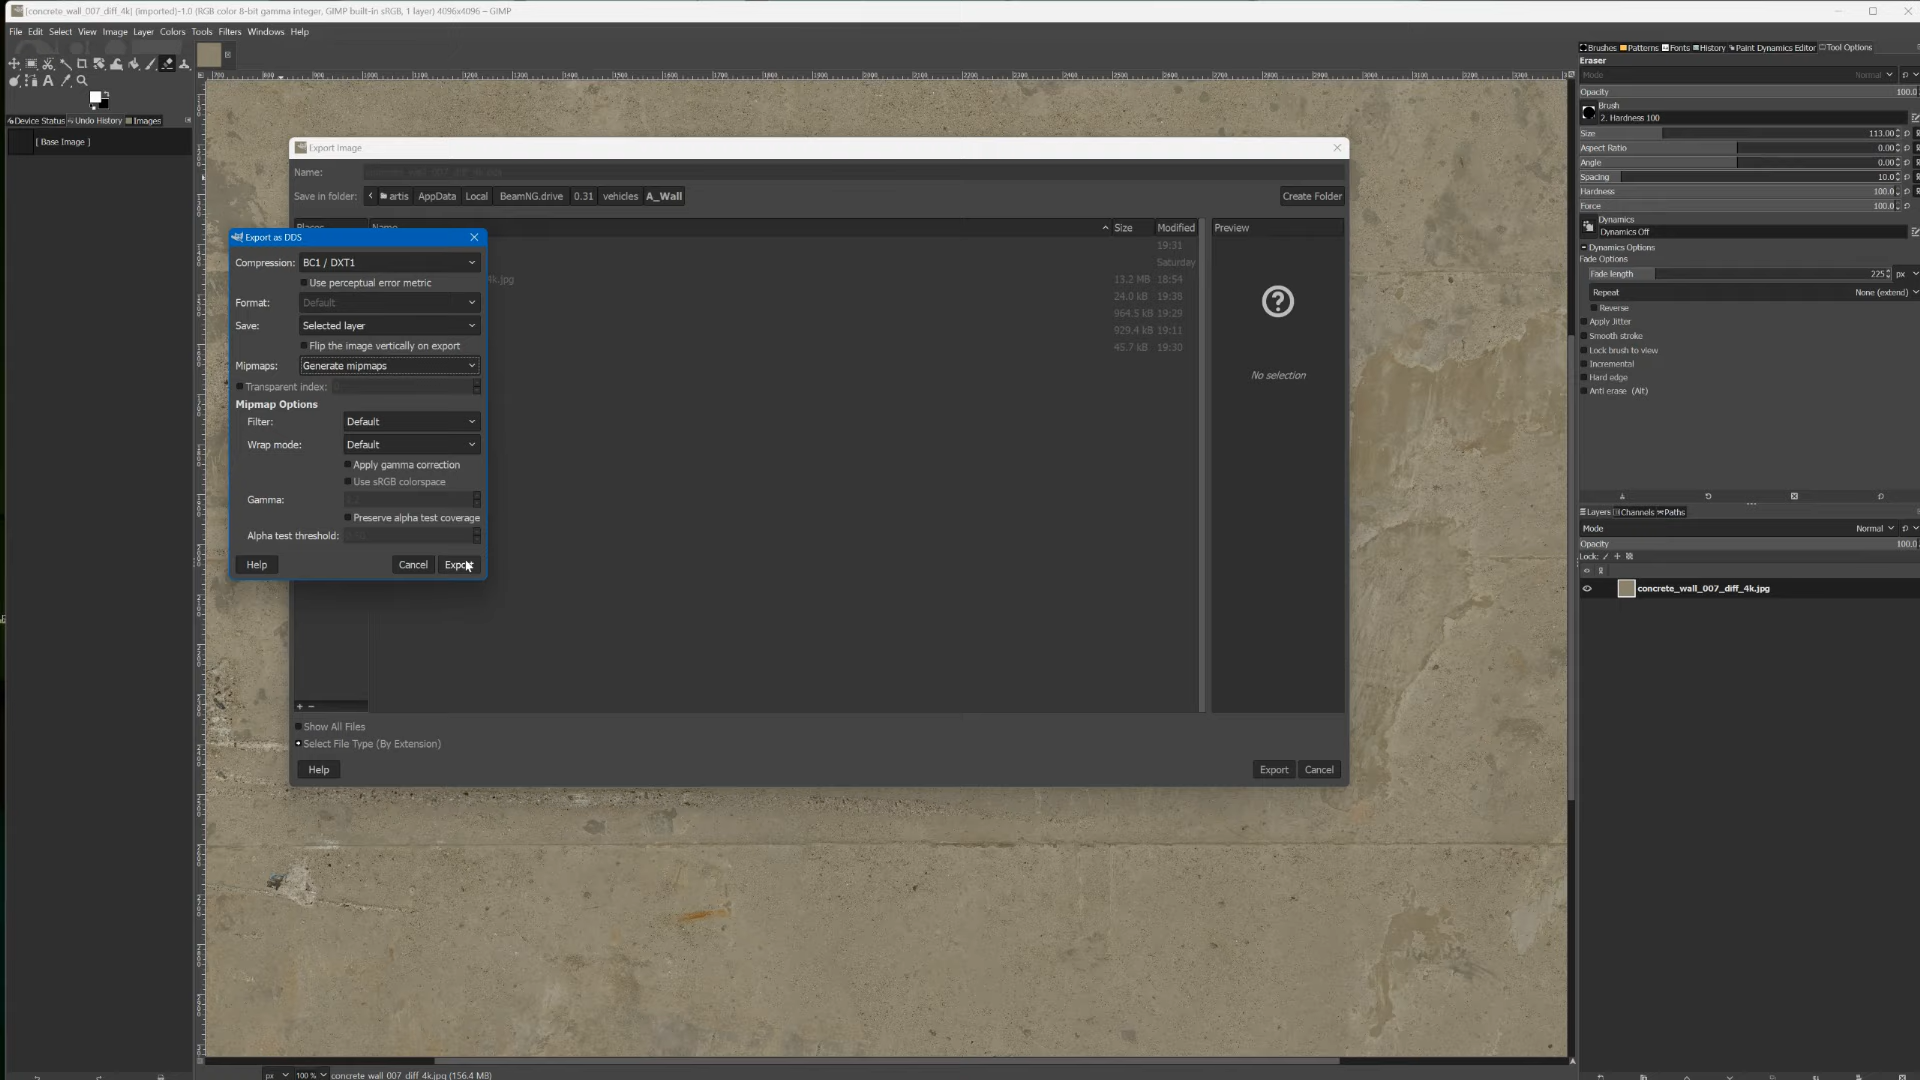 [concrete_wall_007_diff_4k] (imported)-1.0 (RGB color 8-bit gamma integer, GIMP built-in sRGB, 1 layer) 4096x4096 – GIMP
File Edit Select View Image Layer Colors Tools Filters Windows Help
Device Status Undo History Images
[ Base Image ]
Export Image
Name:
Save in folder: artis AppData Local BeamNG.drive 0.31 vehicles A_Wall Create Folder
Name Size Modified Preview
19:31
Saturday
4k.jpg 13.2 MB 18:54
24.0 kB 19:38
964.5 kB 19:29
929.4 kB 19:11
45.7 kB 19:30
No selection
Show All Files
Select File Type (By Extension)
Help Export Cancel
Export as DDS
Compression: BC1 / DXT1
Use perceptual error metric
Format: Default
Save: Selected layer
Flip the image vertically on export
Mipmaps: Generate mipmaps
Transparent index:
Mipmap Options
Filter: Default
Wrap mode: Default
Apply gamma correction
Use sRGB colorspace
Gamma:
Preserve alpha test coverage
Alpha test threshold:
Help Cancel Export
Brushes Patterns Fonts History Paint Dynamics Editor Tool Options
Eraser
Mode Normal
Opacity 100.0
Brush
2. Hardness 100
Size 113.00
Aspect Ratio 0.00
Angle 0.00
Spacing 10.0
Hardness 100.0
Force 100.0
Dynamics
Dynamics Off
Dynamics Options
Fade Options
Fade length 225 px
Repeat None (extend)
Reverse
Apply Jitter
Smooth stroke
Lock brush to view
Incremental
Hard edge
Anti erase (Alt)
Layers Channels Paths
Mode Normal
Opacity 100.0
Lock:
concrete_wall_007_diff_4k.jpg
px 100 % concrete_wall_007_diff_4k.jpg (156.4 MB)